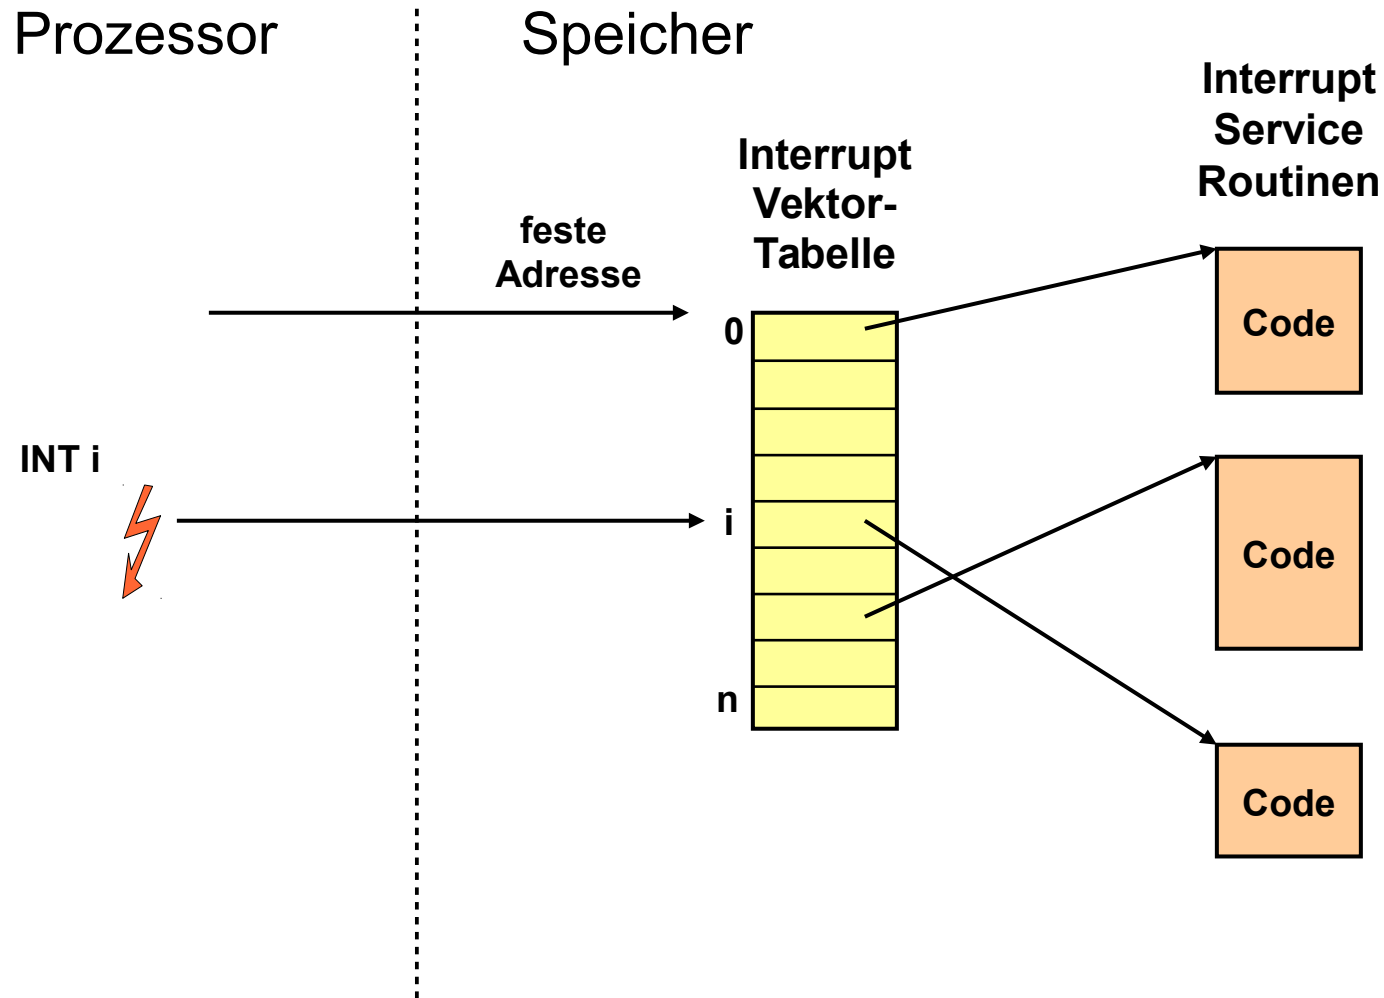 Prozessor
Speicher
Interrupt
Service
Routinen
Interrupt
Vektor-
Tabelle
feste
Adresse
0
Code
INT i
i
Code
n
Code